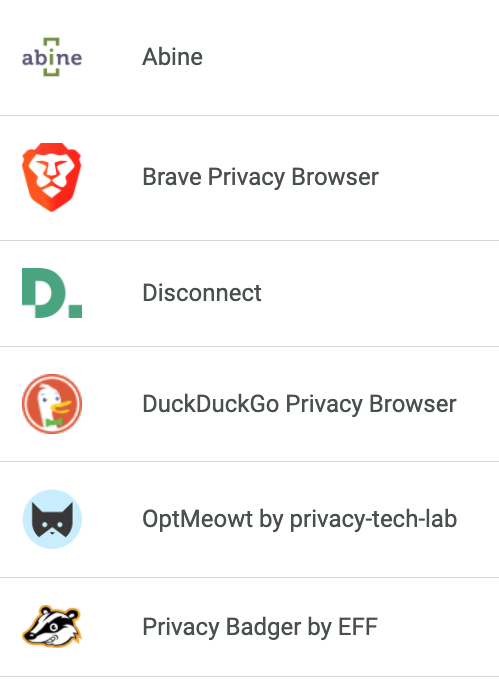 abine
Abine
Brave Privacy Browser
D.
Disconnect
DuckDuckGo Privacy Browser
OptMeowt by privacy-tech-lab
Privacy Badger by EFF